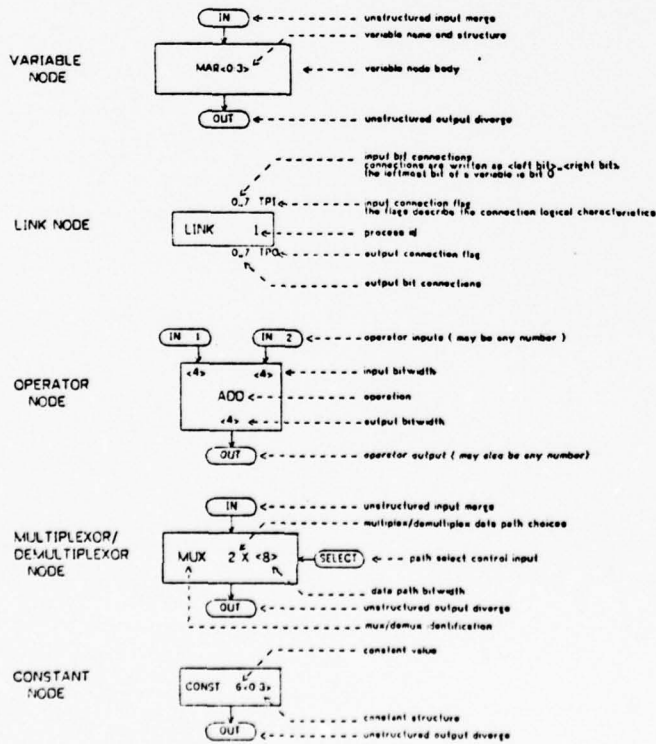 IN
unstructured input merge
variable name and structure
VARIABLE
NODE
MAR<0:3>
variable node body
OUT
unstructured output diverge
input bit connections
connections are written as <left bit>..<right bit>
the leftmost bit of a variable is bit 0
0..7 TPI
input connection flag
the flags describe the connection logical characteristics
LINK NODE
LINK 1
process id
0..7 TPO
output connection flag
output bit connections
IN 1
IN 2
operator inputs ( may be any number )
<4>
<4>
input bitwidth
OPERATOR
NODE
ADD
operation
<4>
output bitwidth
OUT
operator output ( may also be any number)
IN
unstructured input merge
multiplex/demultiplex data path choices
MULTIPLEXOR/
DEMULTIPLEXOR
NODE
MUX 2 X <8>
SELECT
path select control input
data path bitwidth
OUT
unstructured output diverge
mux/demux identification
constant value
CONSTANT
NODE
CONST 6<0:3>
constant structure
OUT
unstructured output diverge